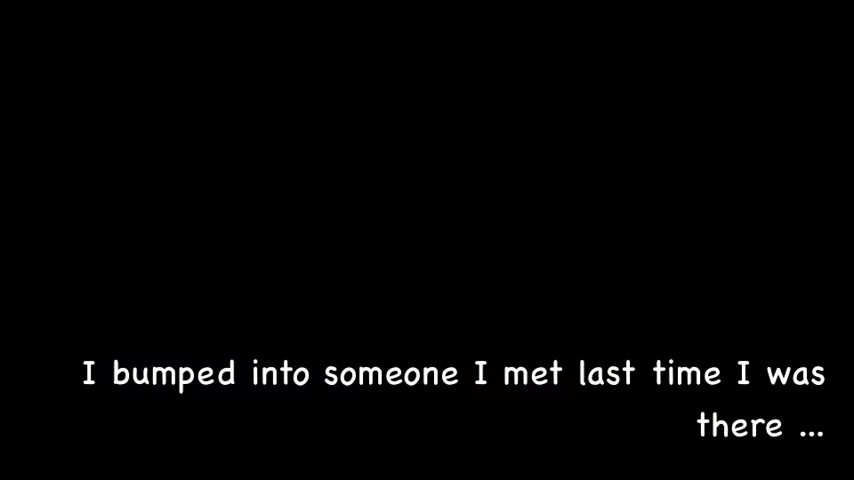 I bumped into someone I met last time I was
there ...